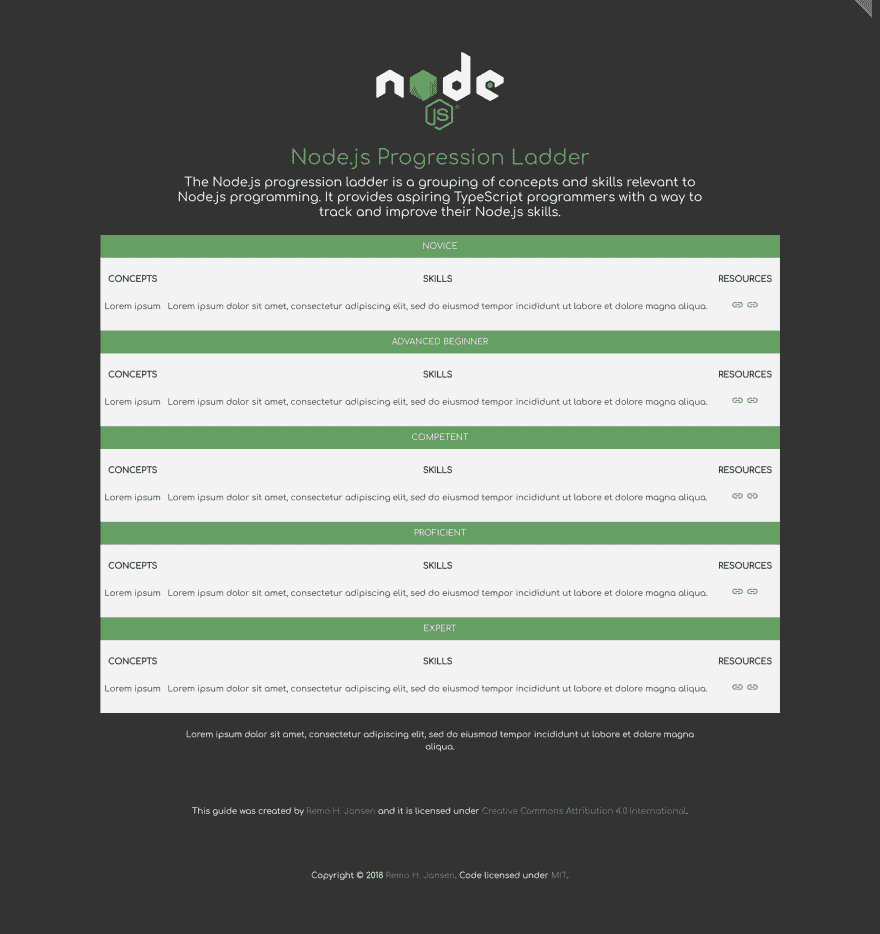 node
JS
Node.js Progression Ladder
The Node.js progression ladder is a grouping of concepts and skills relevant to
Node.js programming. It provides aspiring TypeScript programmers with a way to
track and improve their Node.js skills.
NOVICE
CONCEPTS SKILLS RESOURCES
Lorem ipsum Lorem ipsum dolor sit amet, consectetur adipiscing elit, sed do eiusmod tempor incididunt ut labore et dolore magna aliqua.
ADVANCED BEGINNER
CONCEPTS SKILLS RESOURCES
Lorem ipsum Lorem ipsum dolor sit amet, consectetur adipiscing elit, sed do eiusmod tempor incididunt ut labore et dolore magna aliqua.
COMPETENT
CONCEPTS SKILLS RESOURCES
Lorem ipsum Lorem ipsum dolor sit amet, consectetur adipiscing elit, sed do eiusmod tempor incididunt ut labore et dolore magna aliqua.
PROFICIENT
CONCEPTS SKILLS RESOURCES
Lorem ipsum Lorem ipsum dolor sit amet, consectetur adipiscing elit, sed do eiusmod tempor incididunt ut labore et dolore magna aliqua.
EXPERT
CONCEPTS SKILLS RESOURCES
Lorem ipsum Lorem ipsum dolor sit amet, consectetur adipiscing elit, sed do eiusmod tempor incididunt ut labore et dolore magna aliqua.
Lorem ipsum dolor sit amet, consectetur adipiscing elit, sed do eiusmod tempor incididunt ut labore et dolore magna
aliqua.
This guide was created by Remo H. Jansen and it is licensed under Creative Commons Attribution 4.0 International.
Copyright © 2018 Remo H. Jansen. Code licensed under MIT.